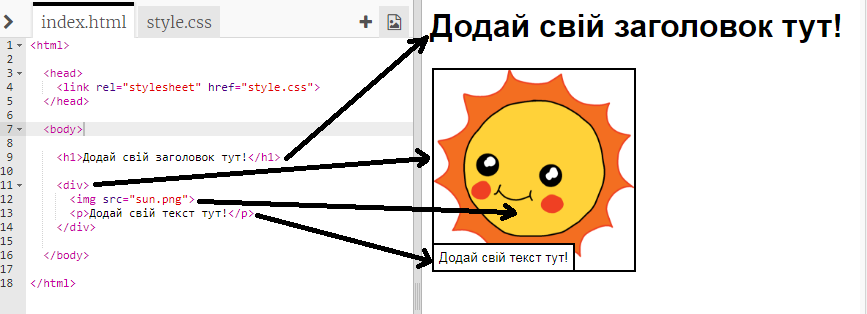 index.html style.css
Додай свій заголовок тут!
1 <html>
2
3 <head>
4 <link rel="stylesheet" href="style.css">
5 </head>
6
7 <body>
8
9 <h1>Додай свій заголовок тут!</h1>
10
11 <div>
12 <img src="sun.png">
13 <p>Додай свій текст тут!</p>
14 </div>
15
16 </body>
17
18 </html>
Додай свій текст тут!